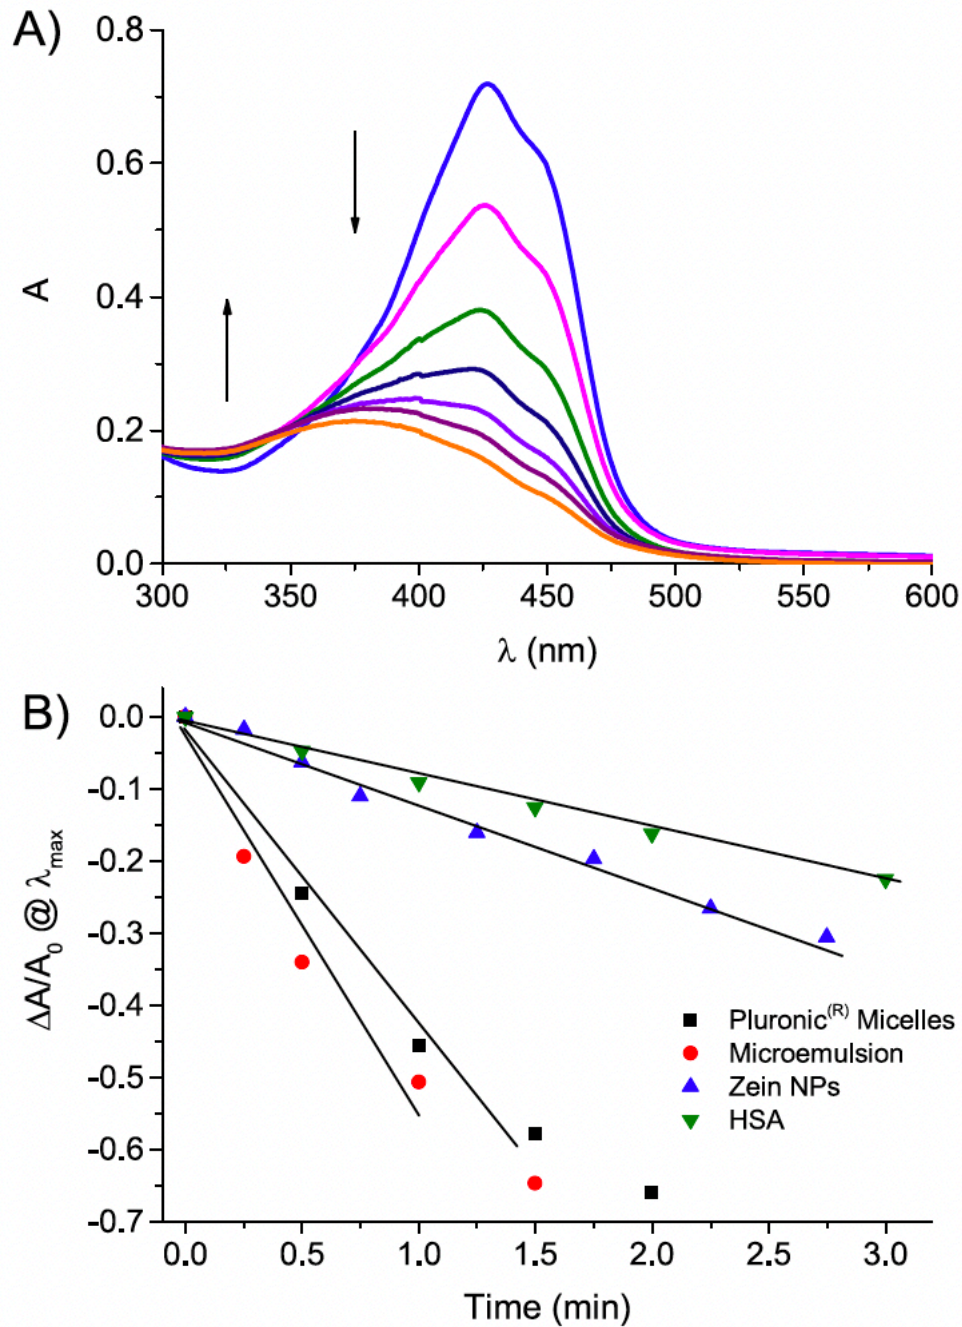 A)
0.8
0.6
0.4
0.2
0.0
A
300 350 400 450 500 550 600
λ (nm)
B)
0.0
-0.1
-0.2
-0.3
-0.4
-0.5
-0.6
-0.7
ΔA/A0 @ λmax
Pluronic(R) Micelles
Microemulsion
Zein NPs
HSA
0.0 0.5 1.0 1.5 2.0 2.5 3.0
Time (min)